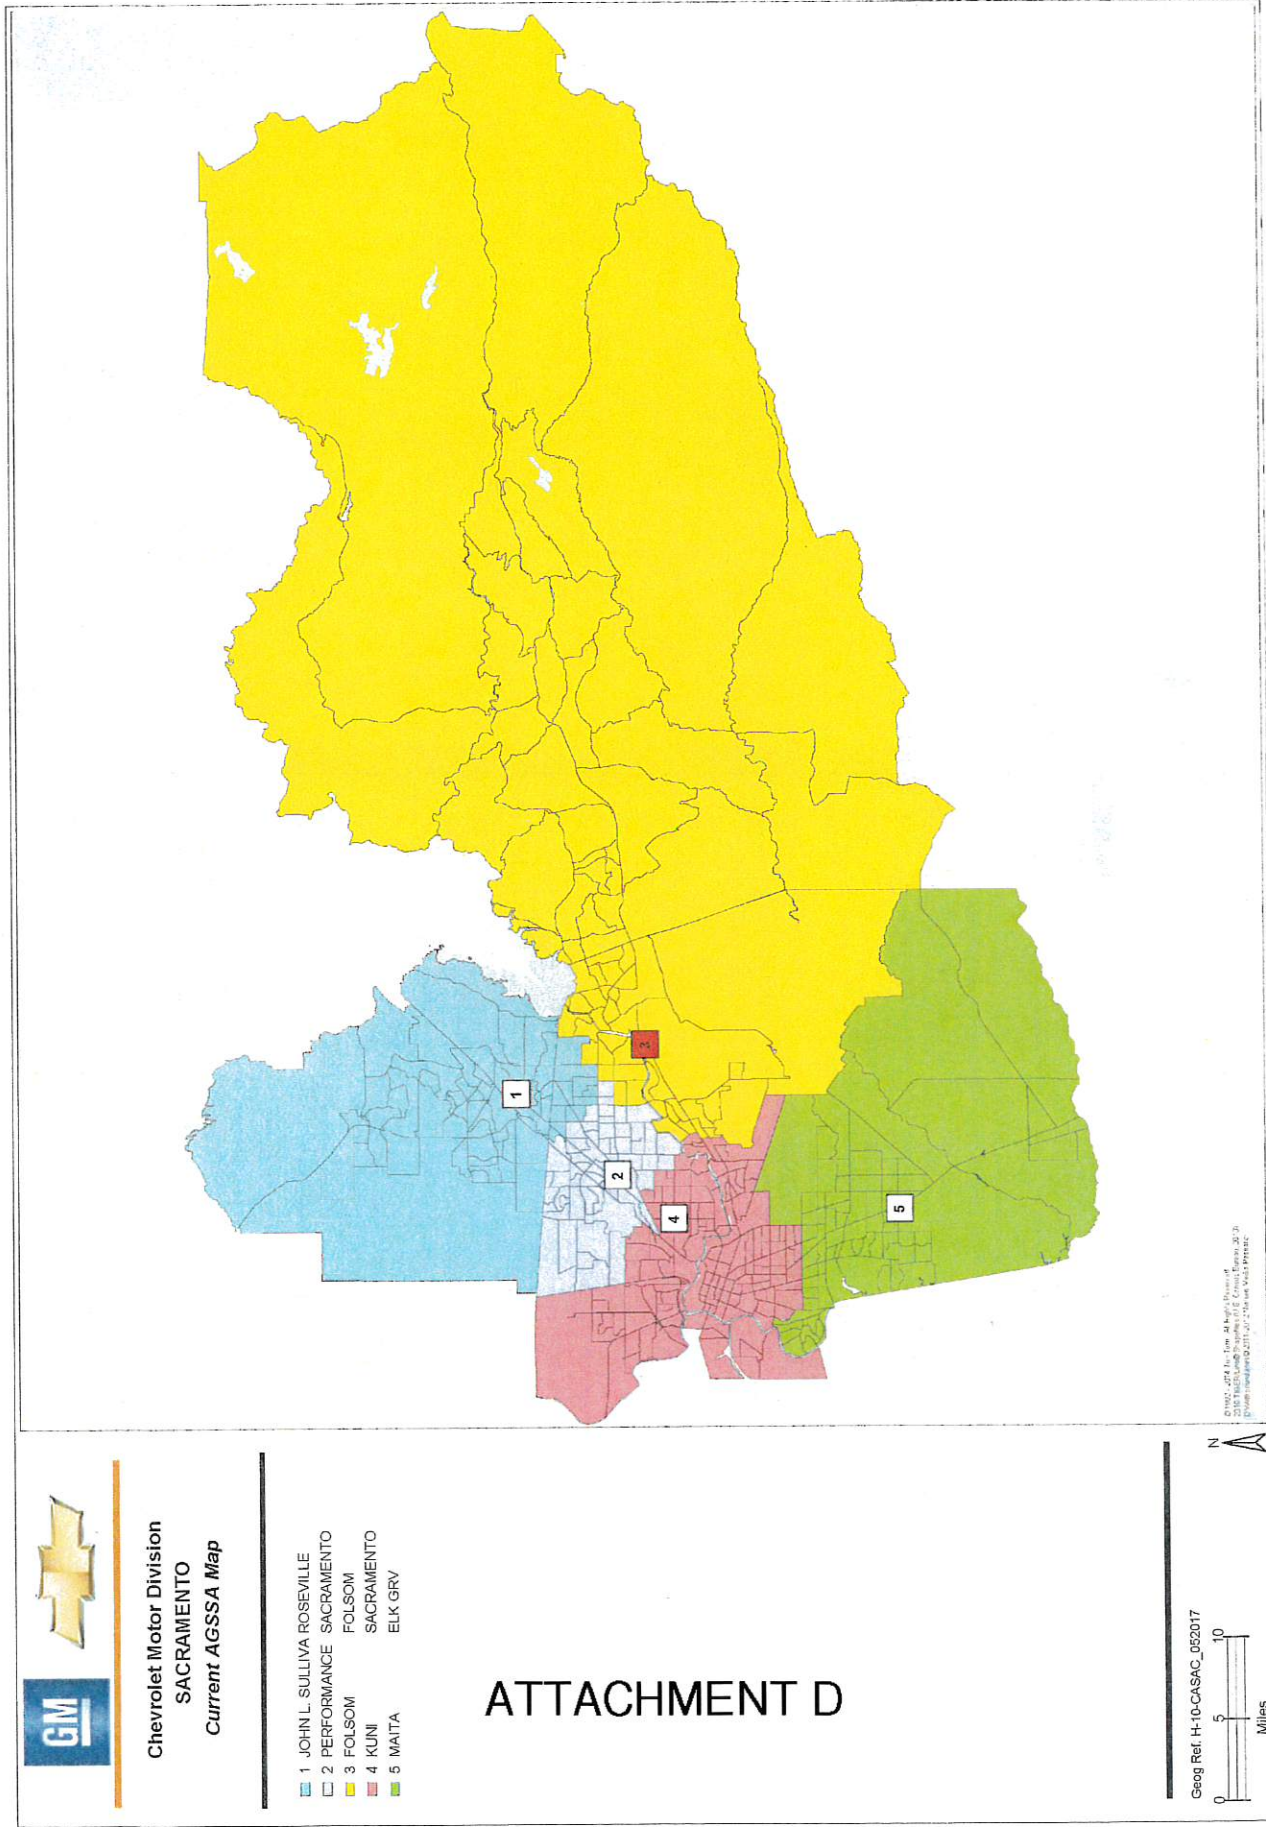 GM
Chevrolet Motor Division
SACRAMENTO
Current AGSSA Map
1 JOHN L. SULLIVA ROSEVILLE
2 PERFORMANCE SACRAMENTO
3 FOLSOM FOLSOM
4 KUNI SACRAMENTO
5 MAITA ELK GRV
ATTACHMENT D
Geog Ref. H-10-CASAC_052017
0 5 10
Miles
N
1
2
3
4
5